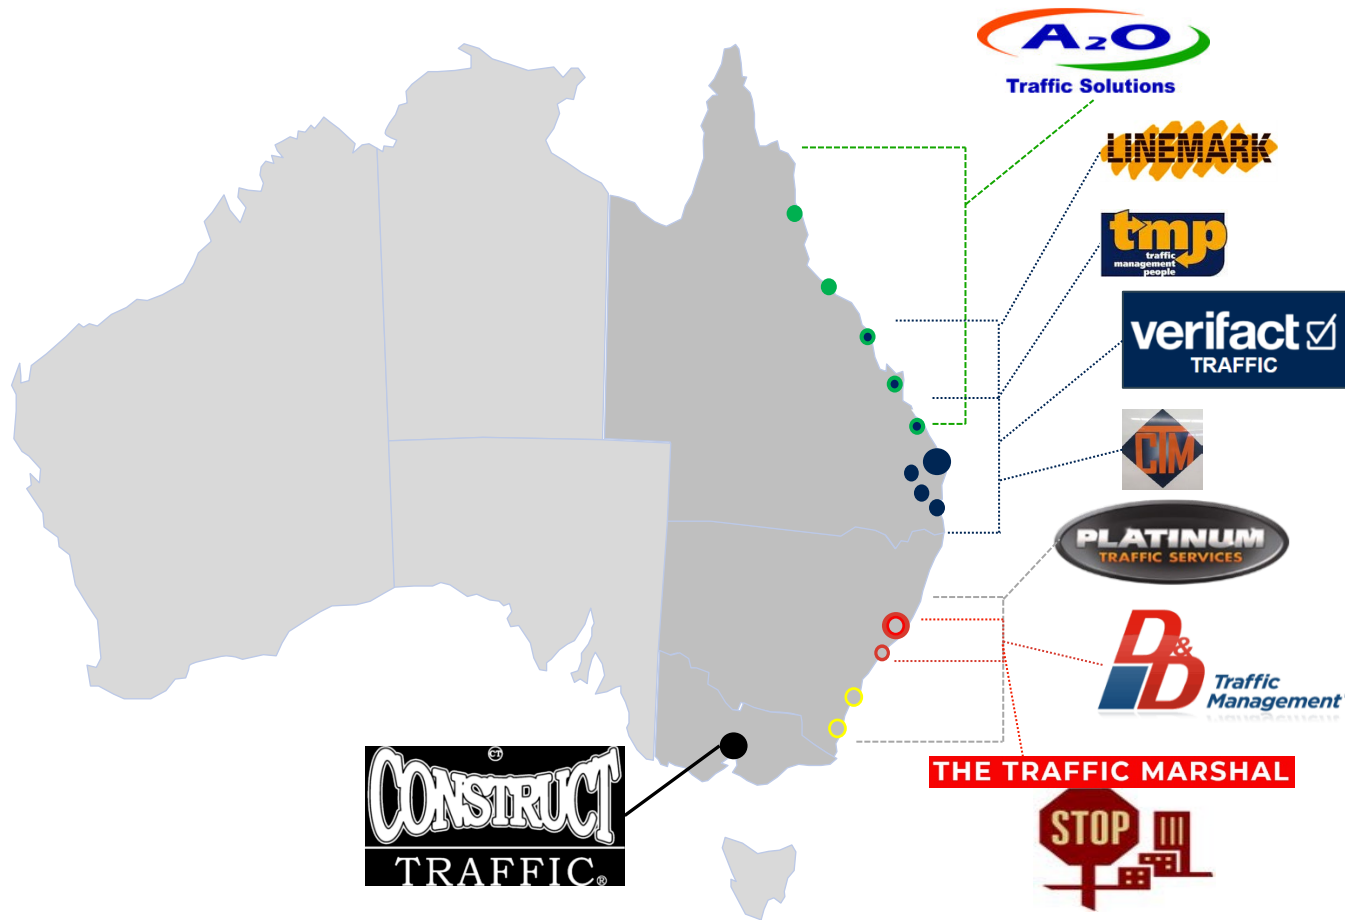 A2O
Traffic Solutions
LINEMARK
tmp
traffic
management
people
verifact
TRAFFIC
CTM
PLATINUM
TRAFFIC SERVICES
D&D
Traffic
Management
THE TRAFFIC MARSHAL
STOP
CT
CONSTRUCT
TRAFFIC®